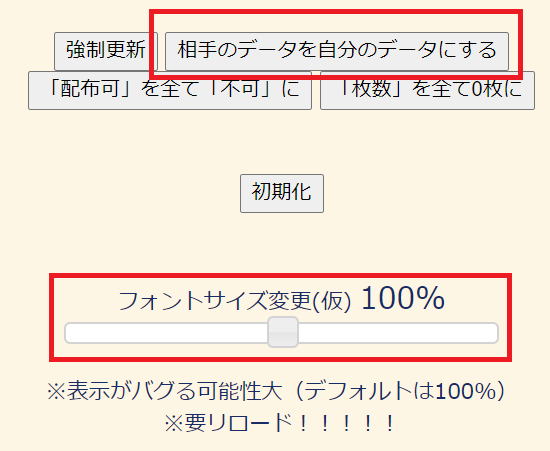 強制更新 相手のデータを自分のデータにする
「配布可」を全て「不可」に 「枚数」を全て0枚に
初期化
フォントサイズ変更(仮) 100%
※表示がバグる可能性大（デフォルトは100%）
※要リロード！！！！！